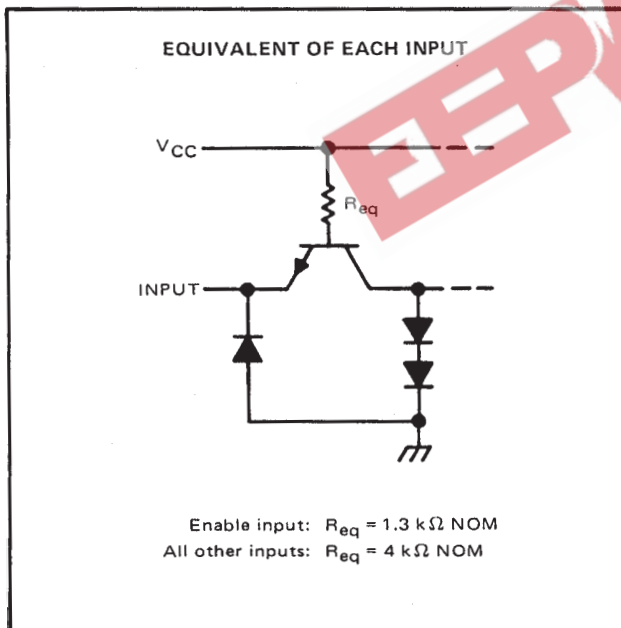 EQUIVALENT OF EACH INPUT
VCC
Req
INPUT
Enable input: Req = 1.3 kΩ NOM
All other inputs: Req = 4 kΩ NOM